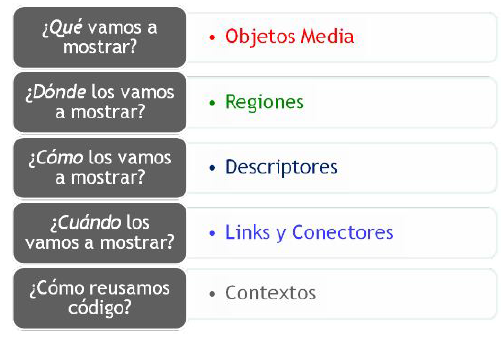 ¿Qué vamos a
mostrar?
• Objetos Media
¿Dónde los vamos
a mostrar?
• Regiones
¿Cómo los vamos
a mostrar?
• Descriptores
¿Cuándo los
vamos a mostrar?
• Links y Conectores
¿Cómo reusamos
código?
• Contextos